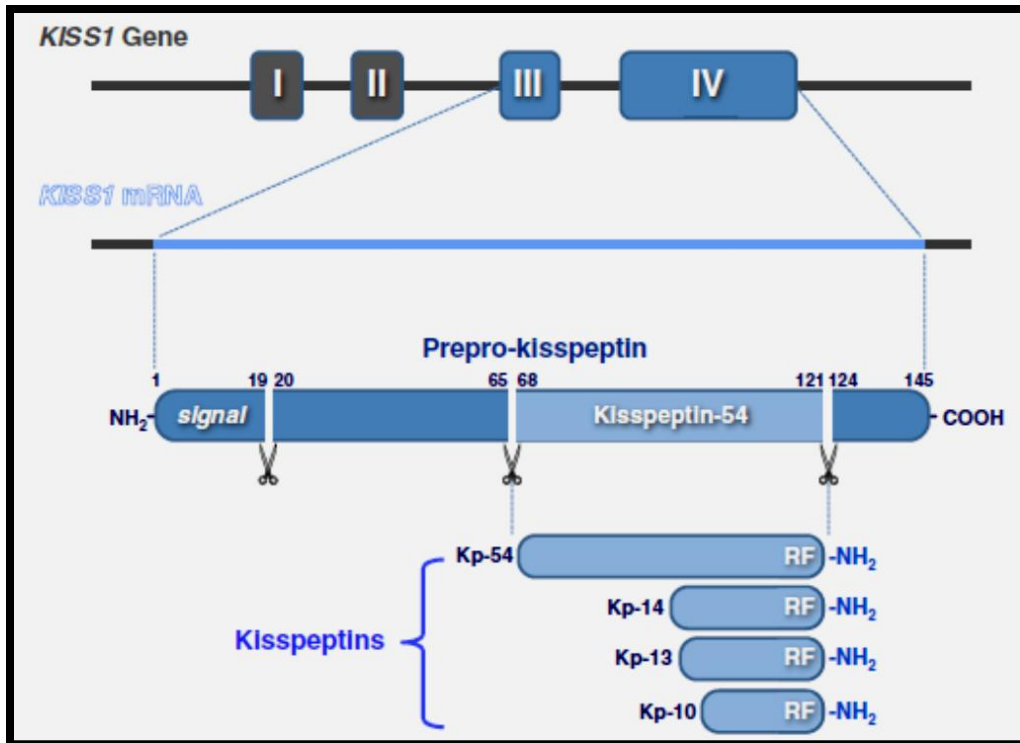 KISS1 Gene
I II III IV
KISS1 mRNA
Prepro-kisspeptin
1 19 20 65 68 121 124 145
NH₂- signal Kisspeptin-54 - COOH
Kp-54 RF -NH₂
Kp-14 RF -NH₂
Kisspeptins
Kp-13 RF -NH₂
Kp-10 RF -NH₂